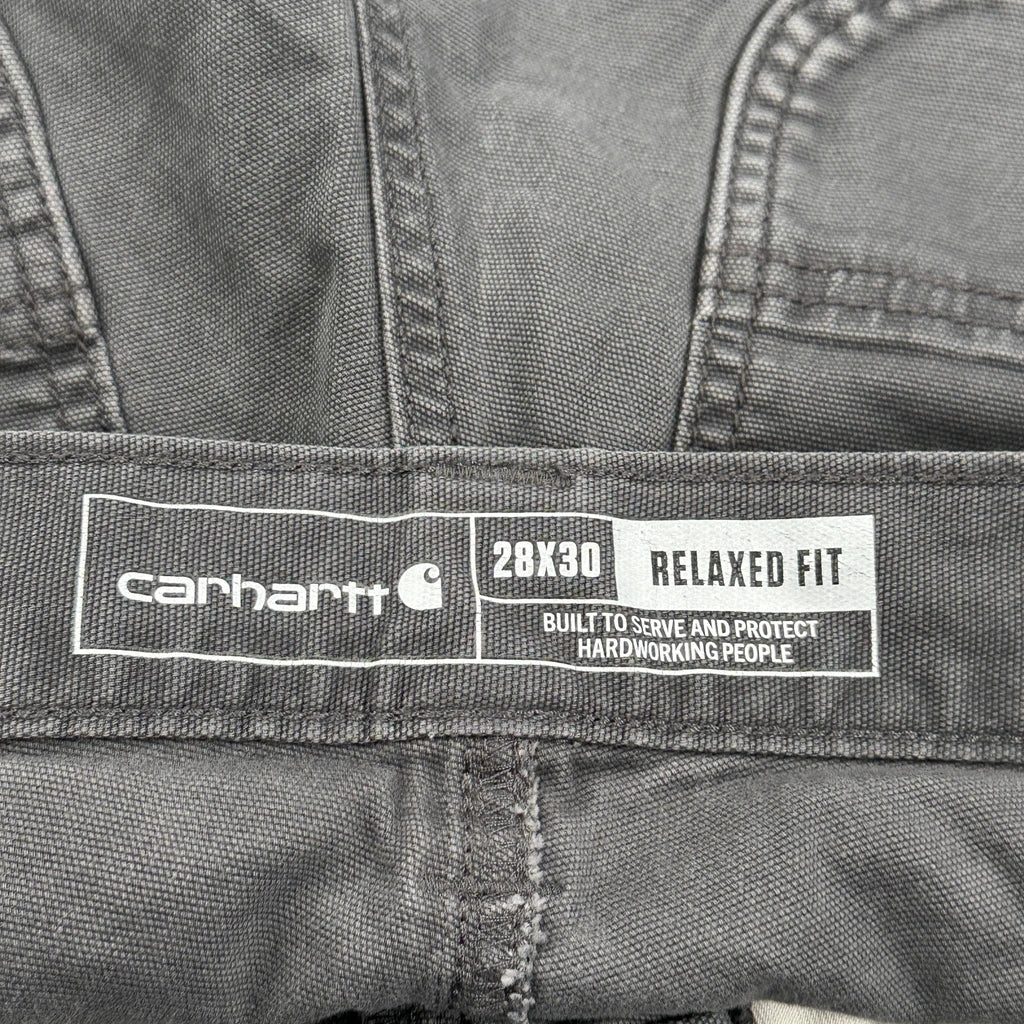 carhartt
28X30
RELAXED FIT
BUILT TO SERVE AND PROTECT
HARDWORKING PEOPLE